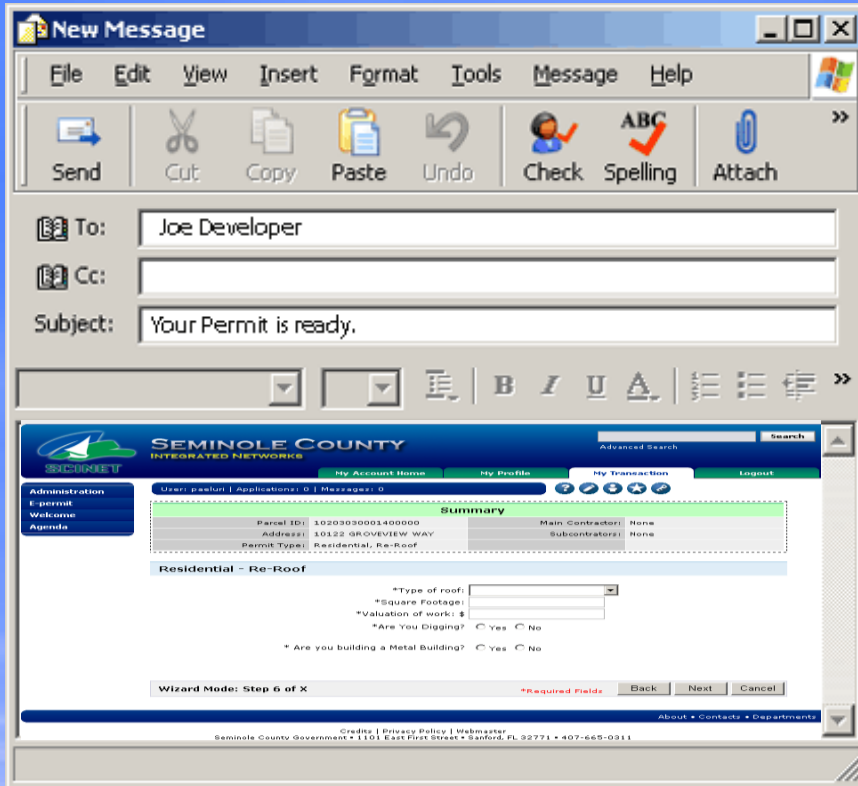 New Message
File Edit View Insert Format Tools Message Help
Send Cut Copy Paste Undo Check ABC Spelling Attach »
To: Joe Developer
Cc:
Subject: Your Permit is ready.
B I U A »
SCINET
SEMINOLE COUNTY
INTEGRATED NETWORKS
Search
Advanced Search
My Account Home My Profile My Transaction Logout
Administration
E-permit
Welcome
Agenda
User: paeluri | Applications: 0 | Messages: 0
Summary
Parcel ID: 10203030001400000 Main Contractor: None
Address: 10122 GROVEVIEW WAY Subcontrators: None
Permit Type: Residential, Re-Roof
Residential - Re-Roof
*Type of roof:
*Square Footage:
*Valuation of work: $
*Are You Digging? Yes No
* Are you building a Metal Building? Yes No
Wizard Mode: Step 6 of X *Required Fields Back Next Cancel
About • Contacts • Departments
Credits | Privacy Policy | Webmaster
Seminole County Government • 1101 East First Street • Sanford, FL 32771 • 407-665-0311